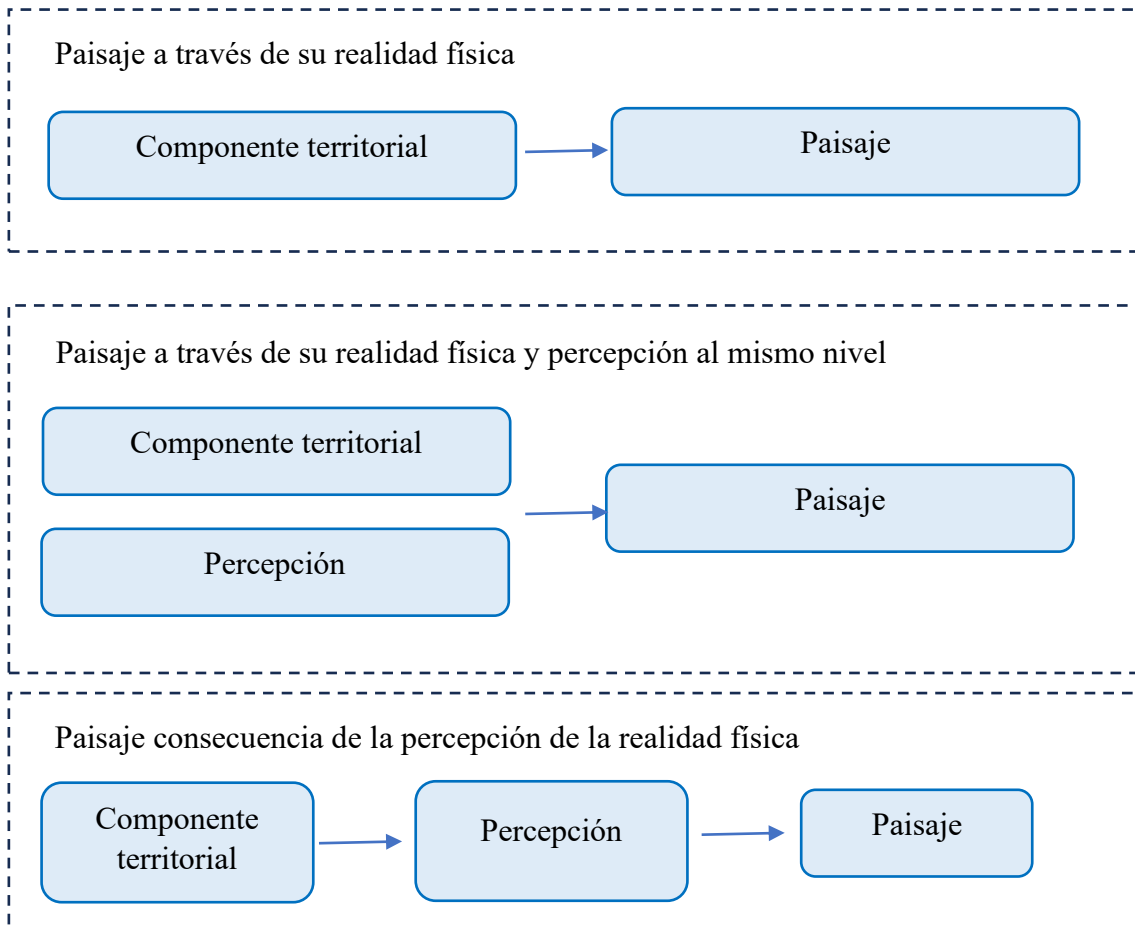 Paisaje a través de su realidad física
Componente territorial
Paisaje
Paisaje a través de su realidad física y percepción al mismo nivel
Componente territorial
Percepción
Paisaje
Paisaje consecuencia de la percepción de la realidad física
Componente
territorial
Percepción
Paisaje